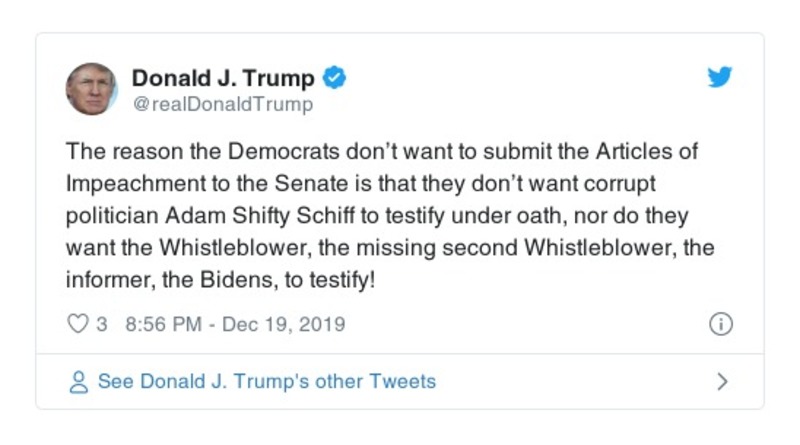 Donald J. Trump
@realDonaldTrump
The reason the Democrats don’t want to submit the Articles of
Impeachment to the Senate is that they don’t want corrupt
politician Adam Shifty Schiff to testify under oath, nor do they
want the Whistleblower, the missing second Whistleblower, the
informer, the Bidens, to testify!
3 8:56 PM - Dec 19, 2019
See Donald J. Trump's other Tweets